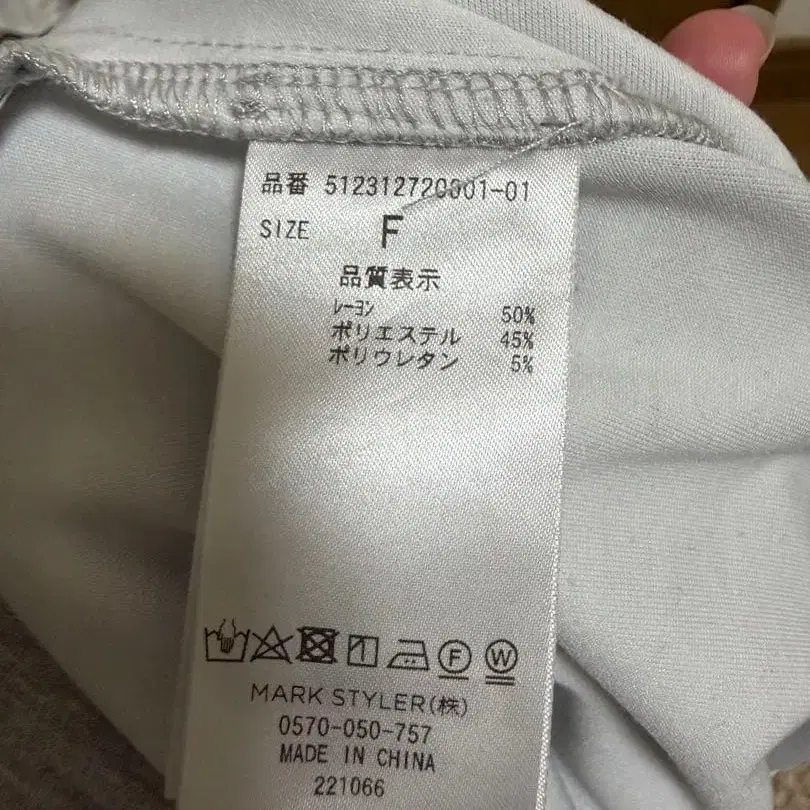 品番 512312720801-01
SIZE F
品質表示
レーヨン 50%
ポリエステル 45%
ポリウレタン 5%
F W
MARK STYLER(株)
0570-050-757
MADE IN CHINA
221066